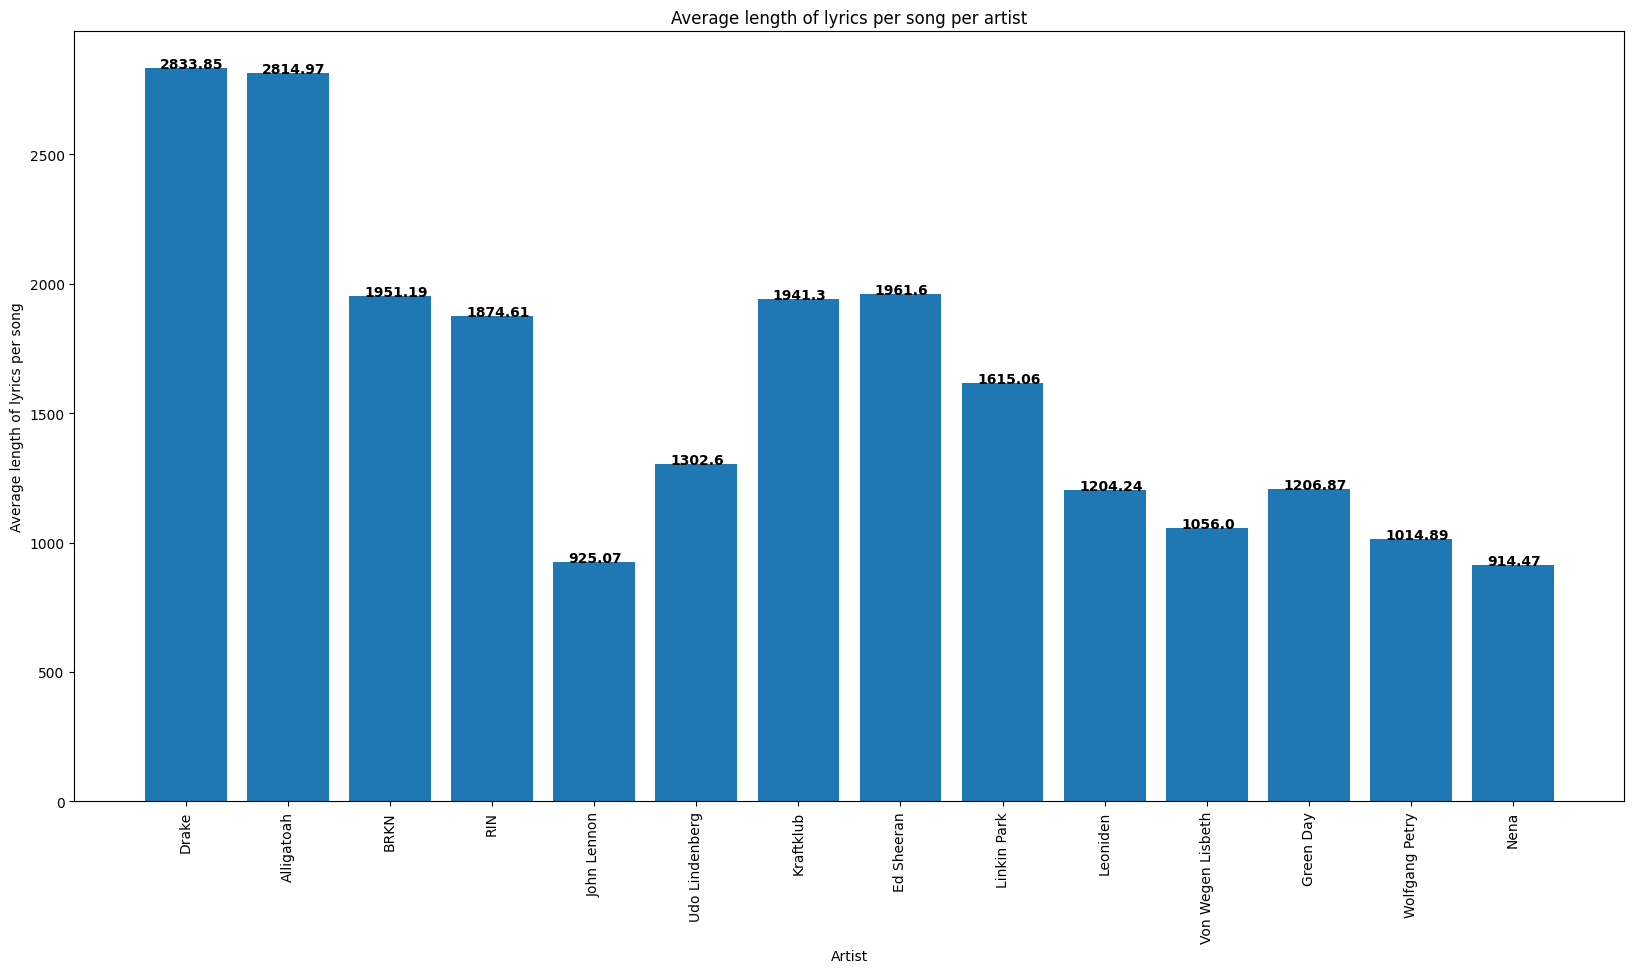 Average length of lyrics per song per artist
Average length of lyrics per song
2500
2000
1500
1000
500
0
2833.85
2814.97
1951.19
1874.61
925.07
1302.6
1941.3
1961.6
1615.06
1204.24
1056.0
1206.87
1014.89
914.47
Drake
Alligatoah
BRKN
RIN
John Lennon
Udo Lindenberg
Kraftklub
Ed Sheeran
Linkin Park
Leoniden
Von Wegen Lisbeth
Green Day
Wolfgang Petry
Nena
Artist